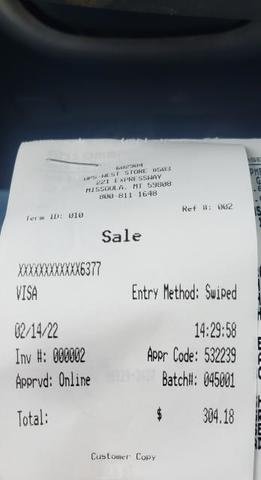 602904
UPS-WEST STORE 0503
221 EXPRESSWAY
MISSOULA, MT 59808
800-811-1648
Term ID: 010 Ref #: 002
Sale
XXXXXXXXXXXX6377
VISA Entry Method: Swiped
02/14/22 14:29:58
Inv #: 000002 Appr Code: 532239
Apprvd: Online Batch#: 045001
Total: $ 304.18
Customer Copy